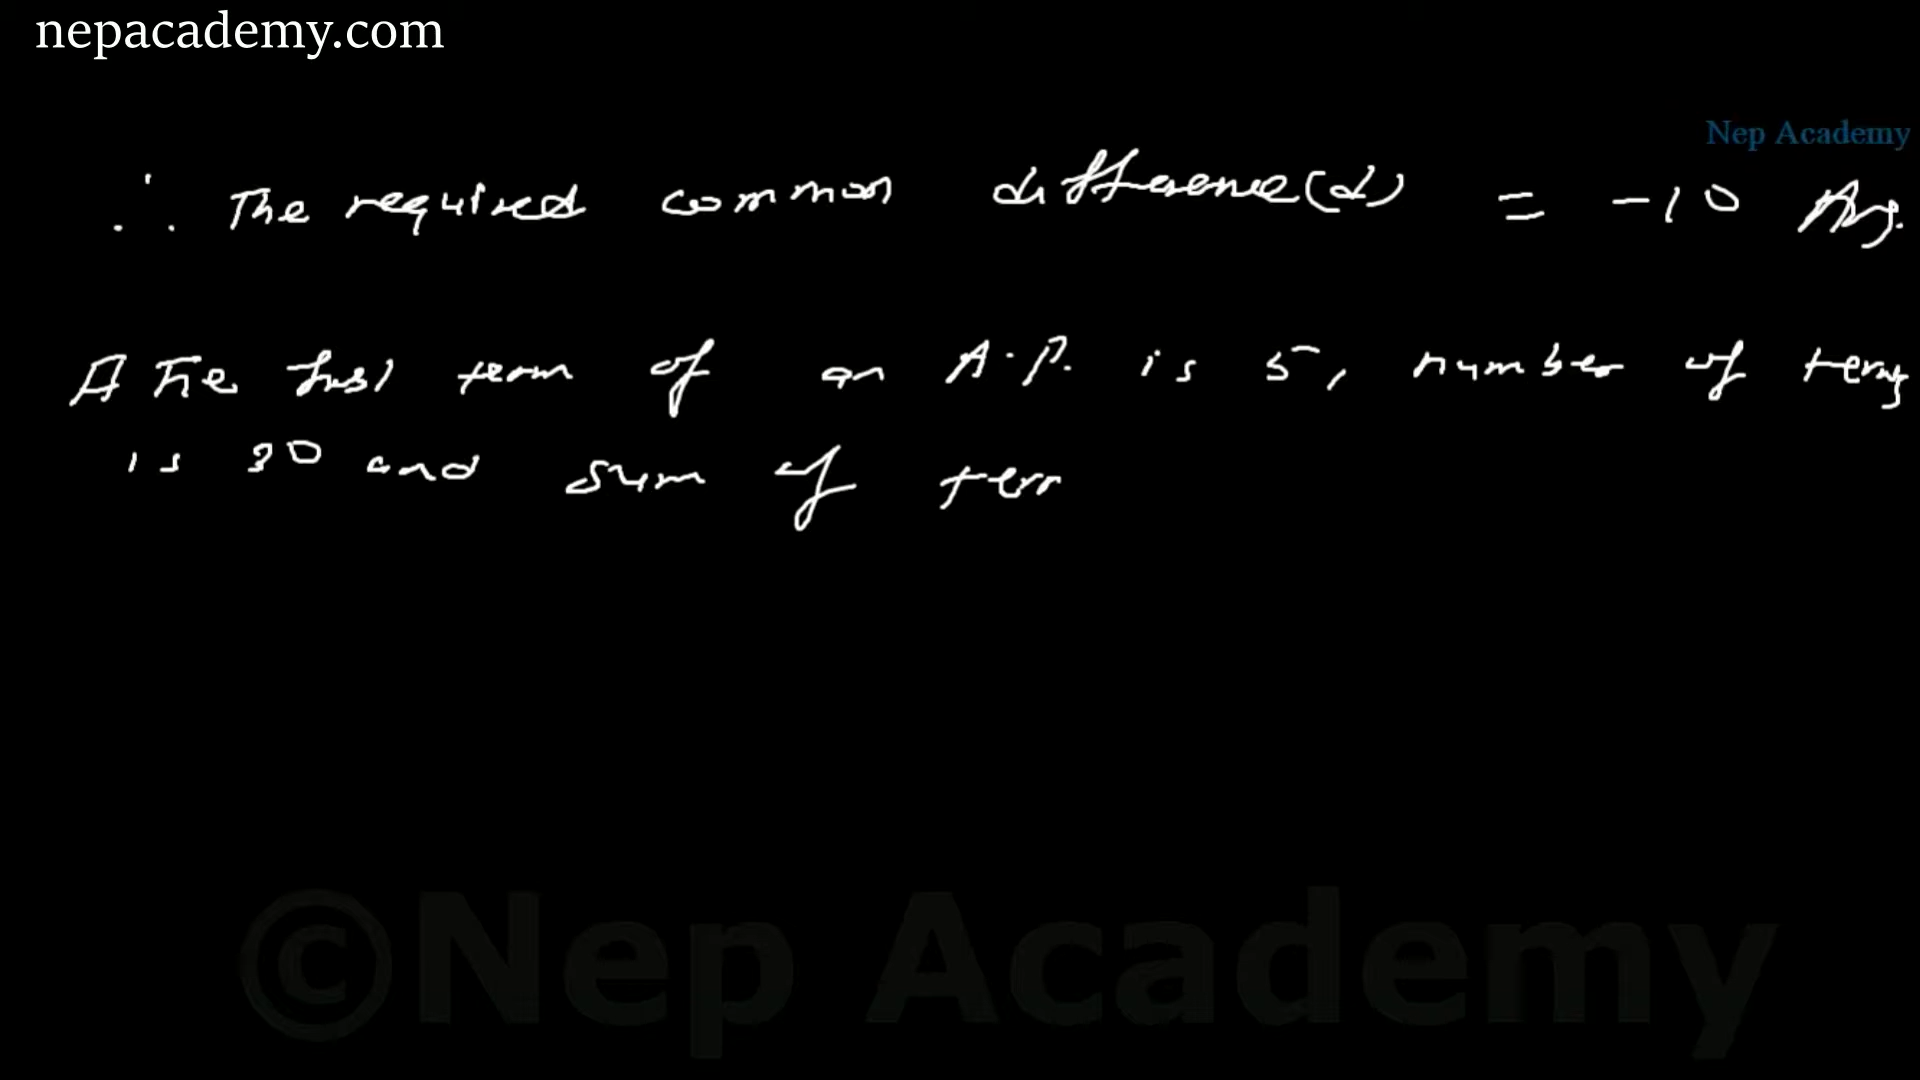 nepacademy.com
Nep Academy
∴ The required common difference(d) = -10 Ans.
# The first term of an A.P. is 5, number of terms
is 30 and sum of terr
©Nep Academy